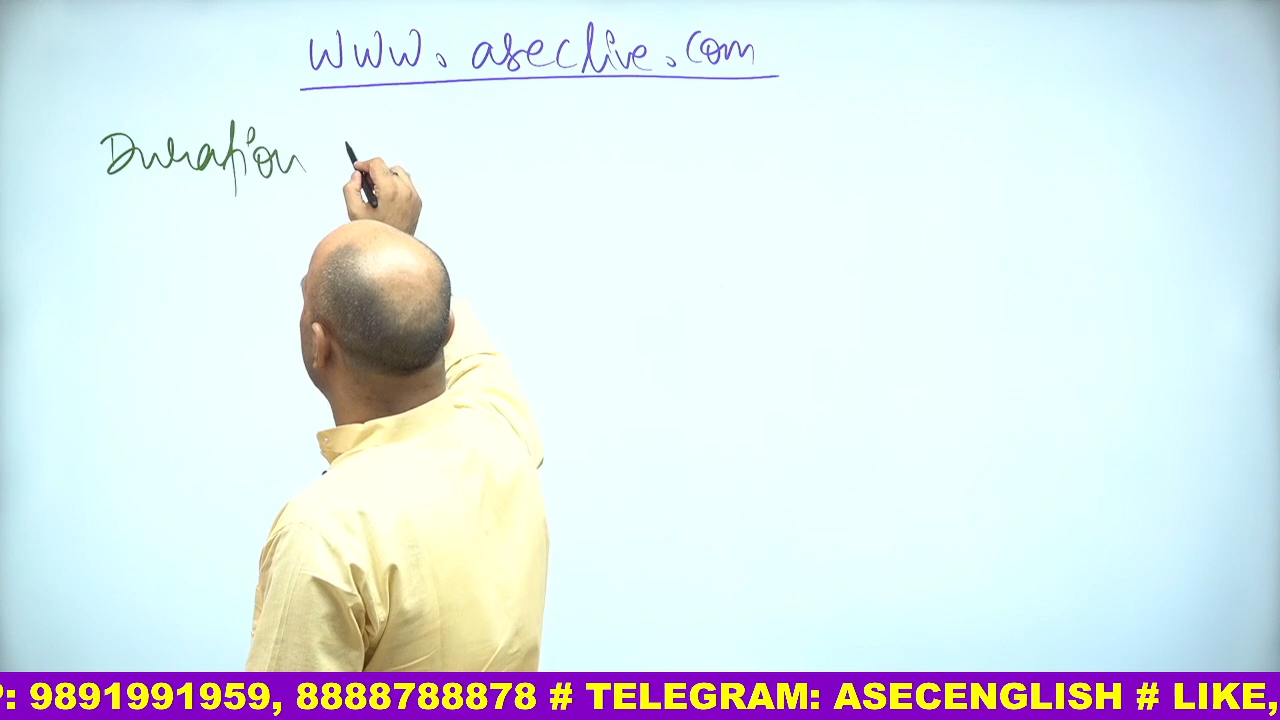 www.aseclive.com
Duration
: 9891991959, 8888788878 # TELEGRAM: ASECENGLISH # LIKE,